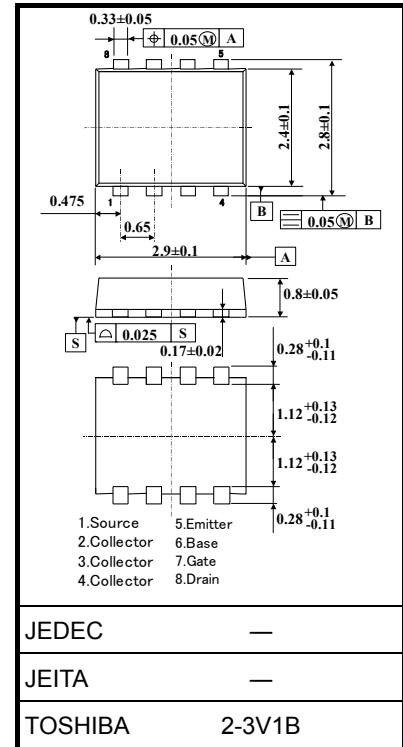 0.33±0.05
⌖ 0.05 Ⓜ A
8 5
2.4±0.1
2.8±0.1
0.475
1 4
B
⌯ 0.05 Ⓜ B
0.65
2.9±0.1
A
0.8±0.05
S
⌓ 0.025 S
0.17±0.02
0.28 +0.1 -0.11
1.12 +0.13 -0.12
1.12 +0.13 -0.12
0.28 +0.1 -0.11
1.Source 5.Emitter
2.Collector 6.Base
3.Collector 7.Gate
4.Collector 8.Drain
JEDEC —
JEITA —
TOSHIBA 2-3V1B